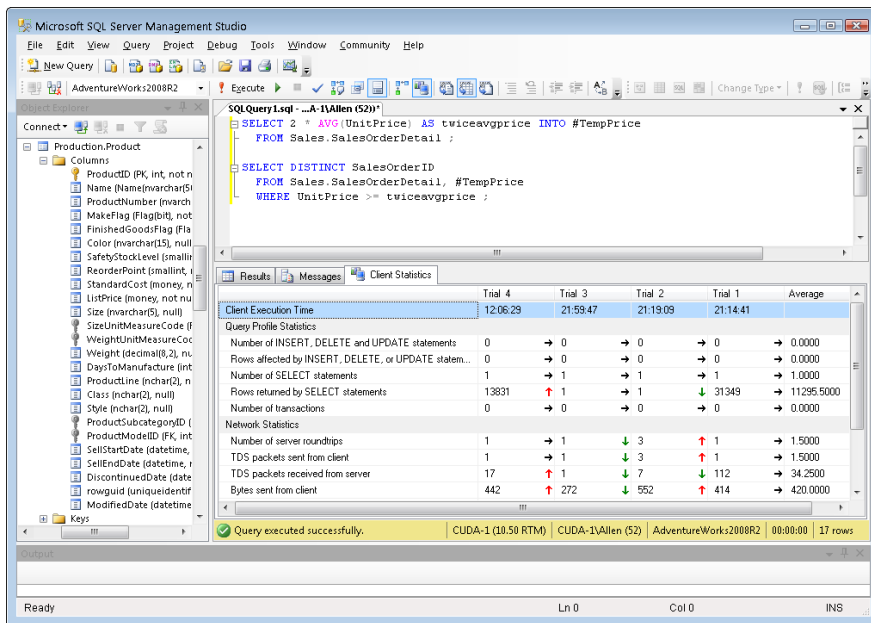 Microsoft SQL Server Management Studio
File Edit View Query Project Debug Tools Window Community Help
New Query
AdventureWorks2008R2 Execute Change Type
Object Explorer
SQLQuery1.sql - ...A-1\Allen (52))*
Connect
Production.Product
Columns
ProductID (PK, int, not n
Name (Name(nvarchar(5
ProductNumber (nvarch
MakeFlag (Flag(bit), not
FinishedGoodsFlag (Fla
Color (nvarchar(15), null
SafetyStockLevel (smallin
ReorderPoint (smallint, 
StandardCost (money, n
ListPrice (money, not nu
Size (nvarchar(5), null)
SizeUnitMeasureCode (
WeightUnitMeasureCoc
Weight (decimal(8,2), nu
DaysToManufacture (int
ProductLine (nchar(2), n
Class (nchar(2), null)
Style (nchar(2), null)
ProductSubcategoryID (
ProductModelID (FK, int
SellStartDate (datetime,
SellEndDate (datetime, r
DiscontinuedDate (date
rowguid (uniqueidentif
ModifiedDate (datetime
Keys
SELECT 2 * AVG(UnitPrice) AS twiceavgprice INTO #TempPrice
FROM Sales.SalesOrderDetail ;
SELECT DISTINCT SalesOrderID
FROM Sales.SalesOrderDetail, #TempPrice
WHERE UnitPrice >= twiceavgprice ;
Results Messages Client Statistics
Trial 4 Trial 3 Trial 2 Trial 1 Average
Client Execution Time 12:06:29 21:59:47 21:19:09 21:14:41
Query Profile Statistics
Number of INSERT, DELETE and UPDATE statements 0 → 0 → 0 → 0 → 0.0000
Rows affected by INSERT, DELETE, or UPDATE statem... 0 → 0 → 0 → 0 → 0.0000
Number of SELECT statements 1 → 1 → 1 → 1 → 1.0000
Rows returned by SELECT statements 13831 ↑ 1 → 1 ↓ 31349 → 11295.5000
Number of transactions 0 → 0 → 0 → 0 → 0.0000
Network Statistics
Number of server roundtrips 1 → 1 ↓ 3 ↑ 1 → 1.5000
TDS packets sent from client 1 → 1 ↓ 3 ↑ 1 → 1.5000
TDS packets received from server 17 ↑ 1 ↓ 7 ↓ 112 → 34.2500
Bytes sent from client 442 ↑ 272 ↓ 552 ↑ 414 → 420.0000
Query executed successfully. CUDA-1 (10.50 RTM) CUDA-1\Allen (52) AdventureWorks2008R2 00:00:00 17 rows
Output
Ready Ln 0 Col 0 INS